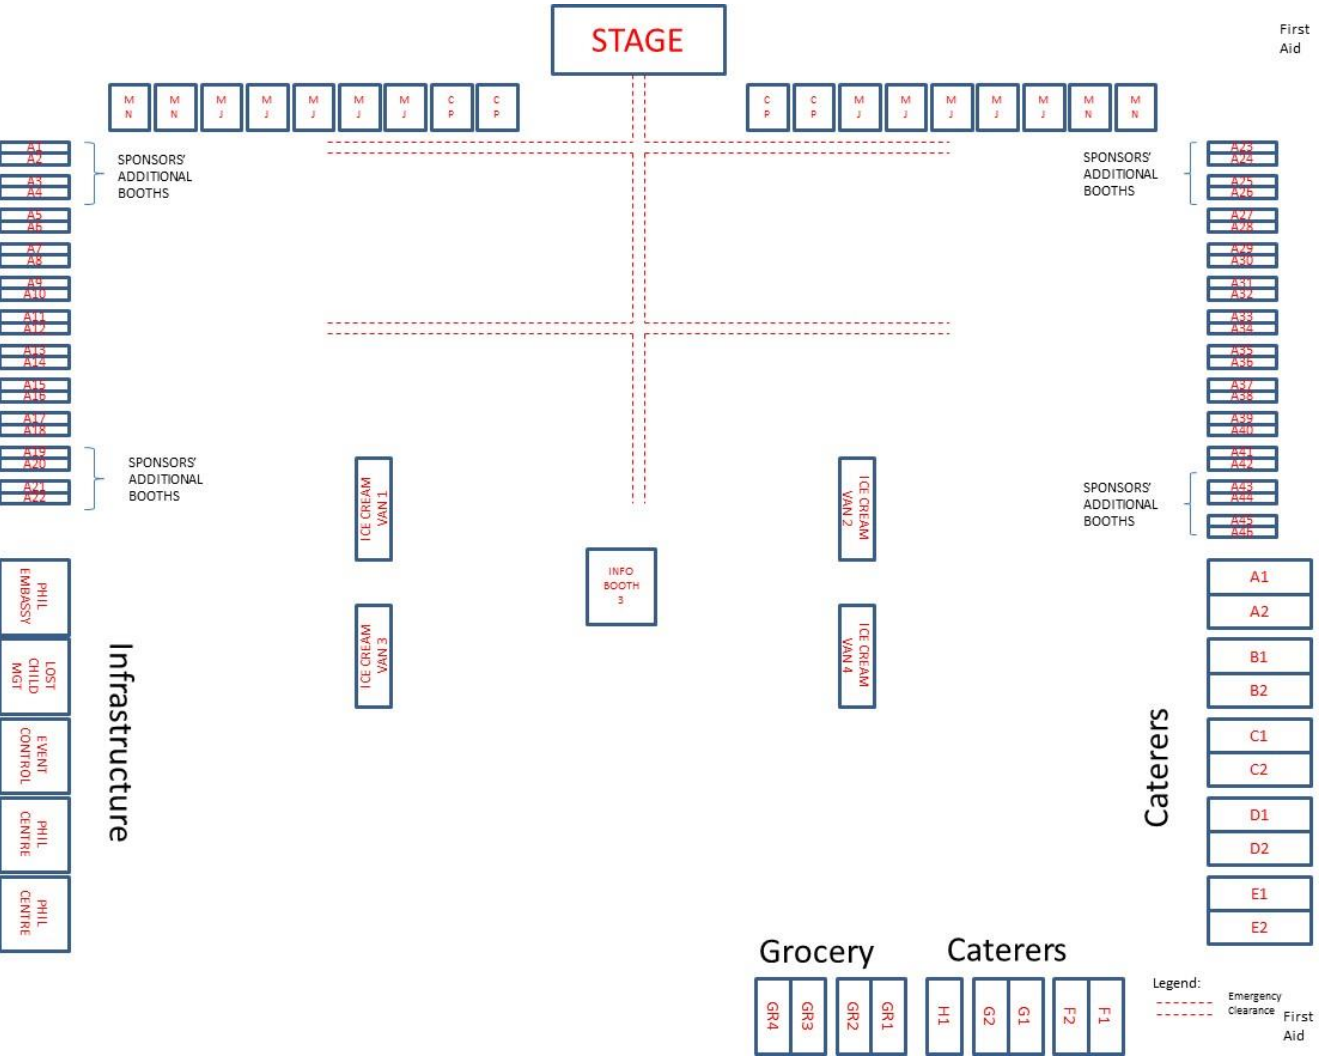 STAGE
First
Aid
M
N
M
N
M
J
M
J
M
J
M
J
M
J
C
P
C
P
C
P
C
P
M
J
M
J
M
J
M
J
M
J
M
N
M
N
A1
A2
A3
A4
A5
A6
A7
A8
A9
A10
A11
A12
A13
A14
A15
A16
A17
A18
A19
A20
A21
A22
SPONSORS’
ADDITIONAL
BOOTHS
SPONSORS’
ADDITIONAL
BOOTHS
SPONSORS’
ADDITIONAL
BOOTHS
SPONSORS’
ADDITIONAL
BOOTHS
A23
A24
A25
A26
A27
A28
A29
A30
A31
A32
A33
A34
A35
A36
A37
A38
A39
A40
A41
A42
A43
A44
A45
A46
ICE CREAM
VAN 1
ICE CREAM
VAN 2
INFO
BOOTH
3
ICE CREAM
VAN 3
ICE CREAM
VAN 4
PHIL
EMBASSY
LOST
CHILD
MGT
EVENT
CONTROL
PHIL
CENTRE
PHIL
CENTRE
Infrastructure
Caterers
A1
A2
B1
B2
C1
C2
D1
D2
E1
E2
Grocery
Caterers
GR4
GR3
GR2
GR1
H1
G2
G1
F2
F1
Legend:
Emergency
Clearance
First
Aid